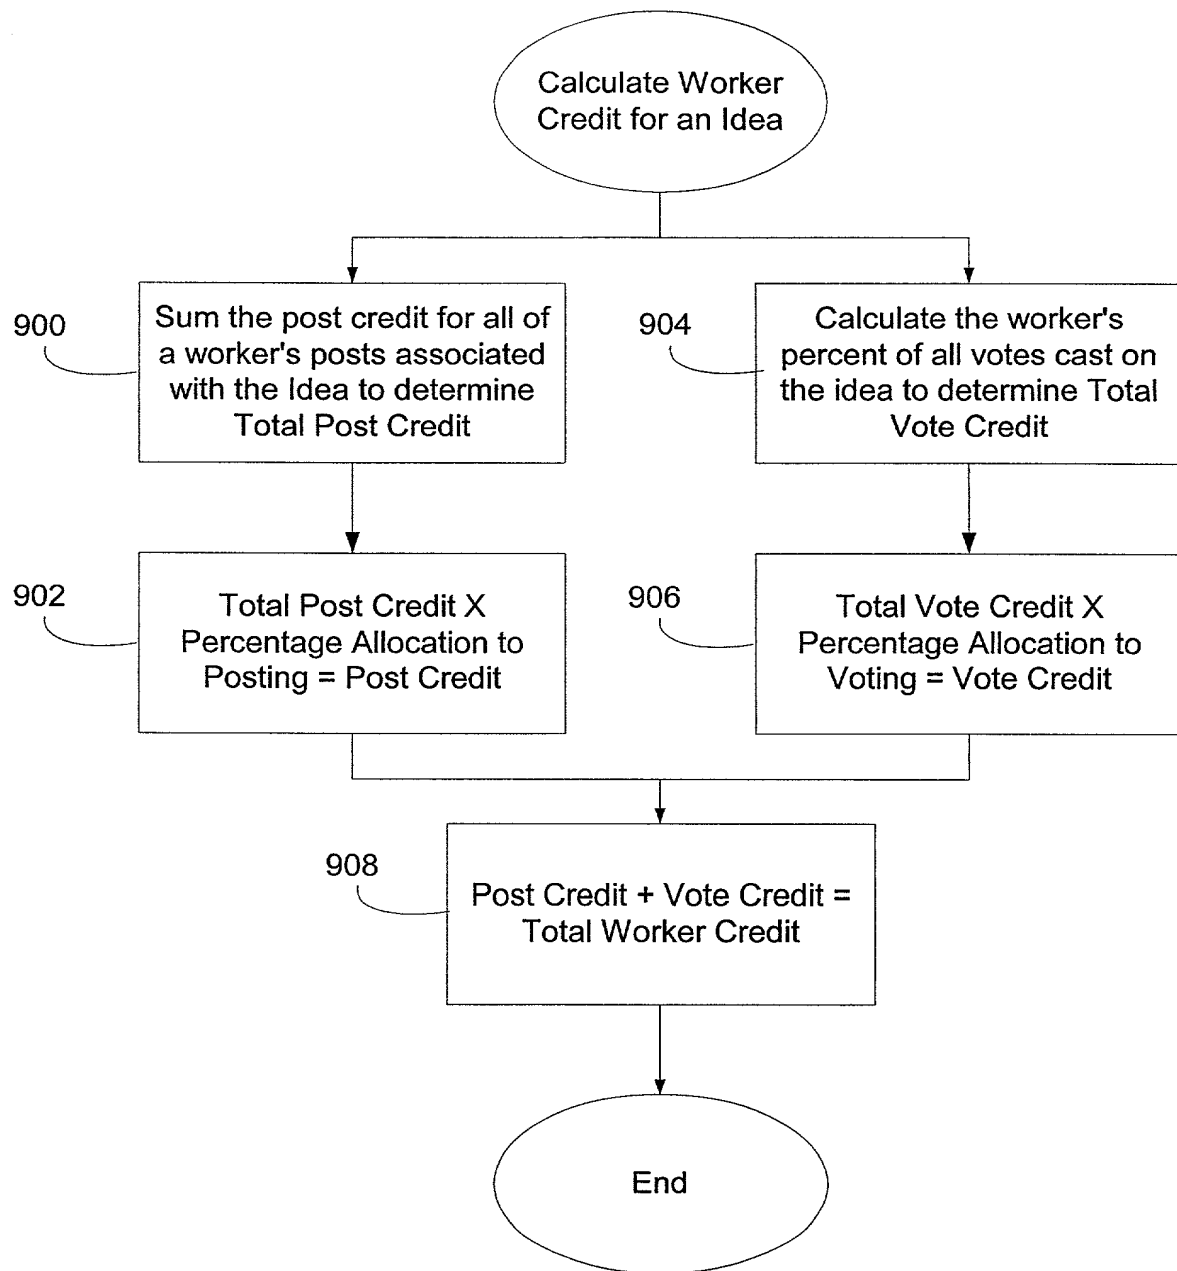 Calculate Worker
Credit for an Idea
900
Sum the post credit for all of
a worker's posts associated
with the Idea to determine
Total Post Credit
904
Calculate the worker's
percent of all votes cast on
the idea to determine Total
Vote Credit
902
Total Post Credit X
Percentage Allocation to
Posting = Post Credit
906
Total Vote Credit X
Percentage Allocation to
Voting = Vote Credit
908
Post Credit + Vote Credit =
Total Worker Credit
End